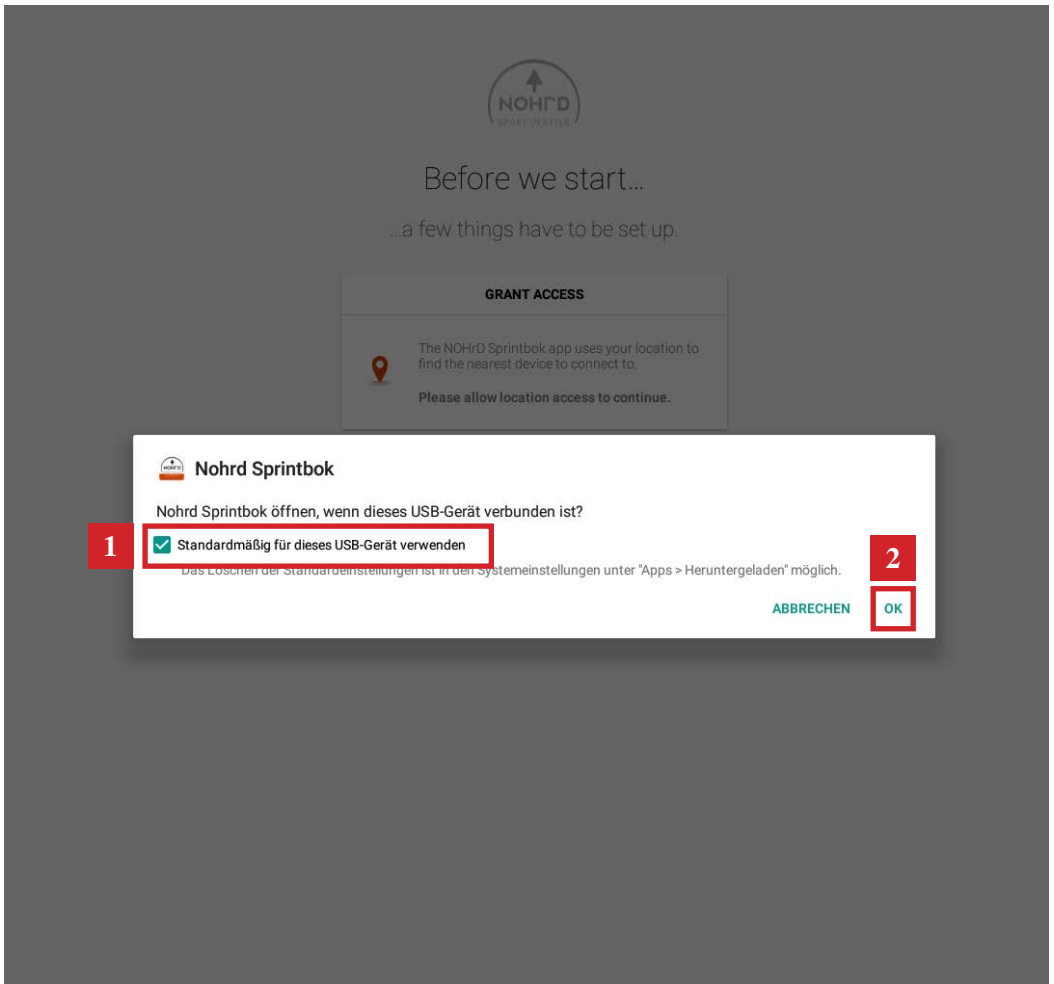 NOHrD
SPORT IN STYLE
Before we start...
...a few things have to be set up.
GRANT ACCESS
The NOHrD Sprintbok app uses your location to
find the nearest device to connect to.
Please allow location access to continue.
Nohrd Sprintbok
Nohrd Sprintbok öffnen, wenn dieses USB-Gerät verbunden ist?
1
Standardmäßig für dieses USB-Gerät verwenden
2
Das Löschen der Standardeinstellungen ist in den Systemeinstellungen unter "Apps > Heruntergeladen" möglich.
ABBRECHEN OK